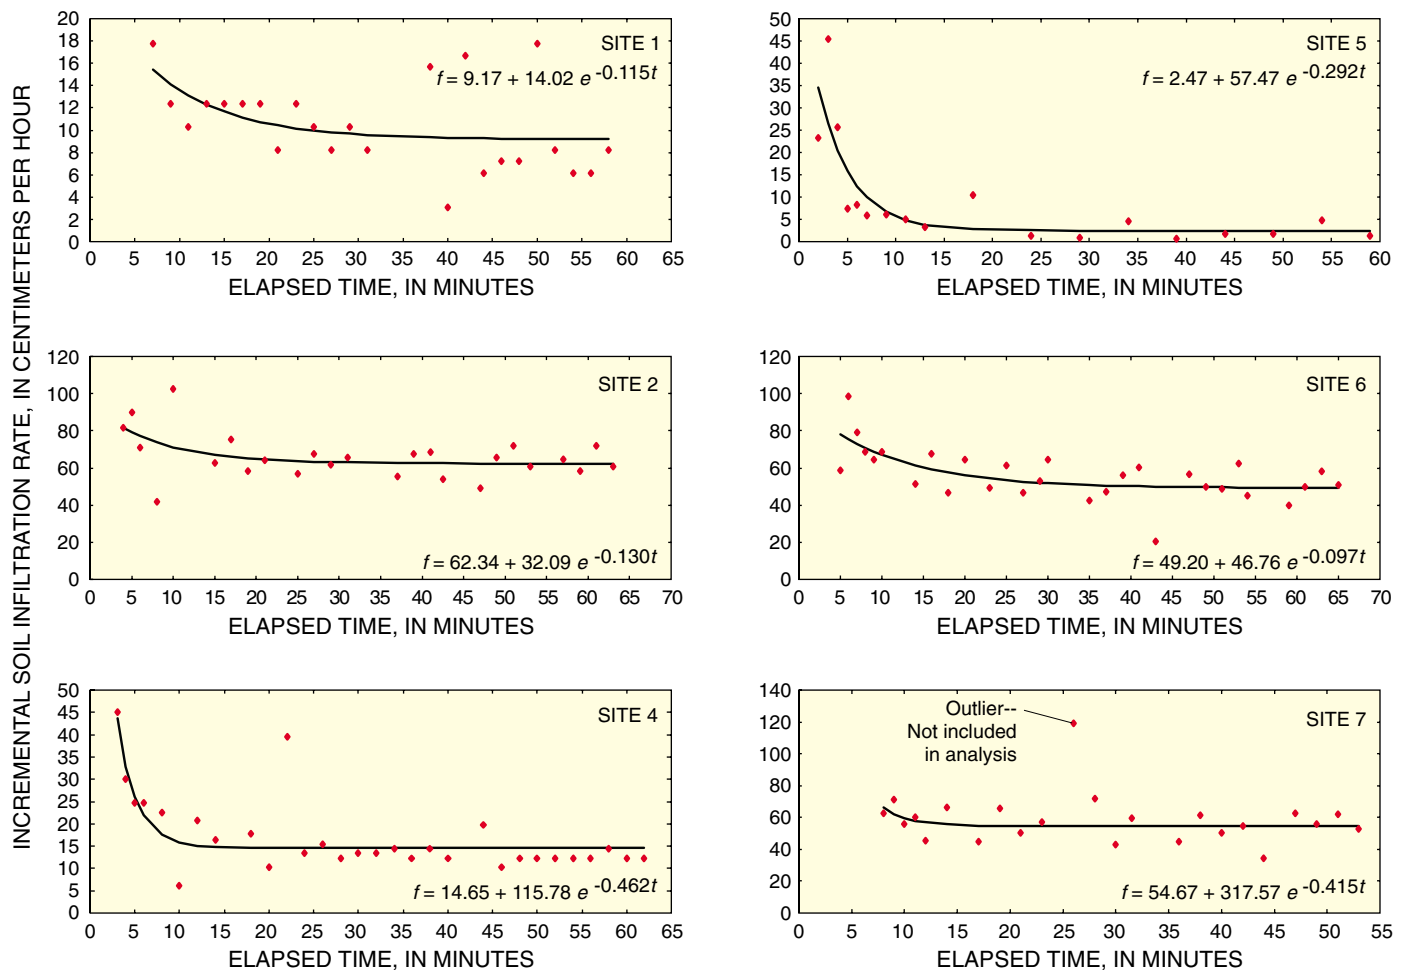 INCREMENTAL SOIL INFILTRATION RATE, IN CENTIMETERS PER HOUR
20
18
16
14
12
10
8
6
4
2
0
SITE 1
f = 9.17 + 14.02 e -0.115t
0 5 10 15 20 25 30 35 40 45 50 55 60 65
ELAPSED TIME, IN MINUTES
50
45
40
35
30
25
20
15
10
5
0
SITE 5
f = 2.47 + 57.47 e -0.292t
0 5 10 15 20 25 30 35 40 45 50 55 60
ELAPSED TIME, IN MINUTES
120
100
80
60
40
20
0
SITE 2
f = 62.34 + 32.09 e -0.130t
0 5 10 15 20 25 30 35 40 45 50 55 60 65 70
ELAPSED TIME, IN MINUTES
120
100
80
60
40
20
0
SITE 6
f = 49.20 + 46.76 e -0.097t
0 5 10 15 20 25 30 35 40 45 50 55 60 65 70
ELAPSED TIME, IN MINUTES
50
45
40
35
30
25
20
15
10
5
0
SITE 4
f = 14.65 + 115.78 e -0.462t
0 5 10 15 20 25 30 35 40 45 50 55 60 65
ELAPSED TIME, IN MINUTES
140
120
100
80
60
40
20
0
Outlier--
Not included
in analysis
SITE 7
f = 54.67 + 317.57 e -0.415t
0 5 10 15 20 25 30 35 40 45 53 55
ELAPSED TIME, IN MINUTES